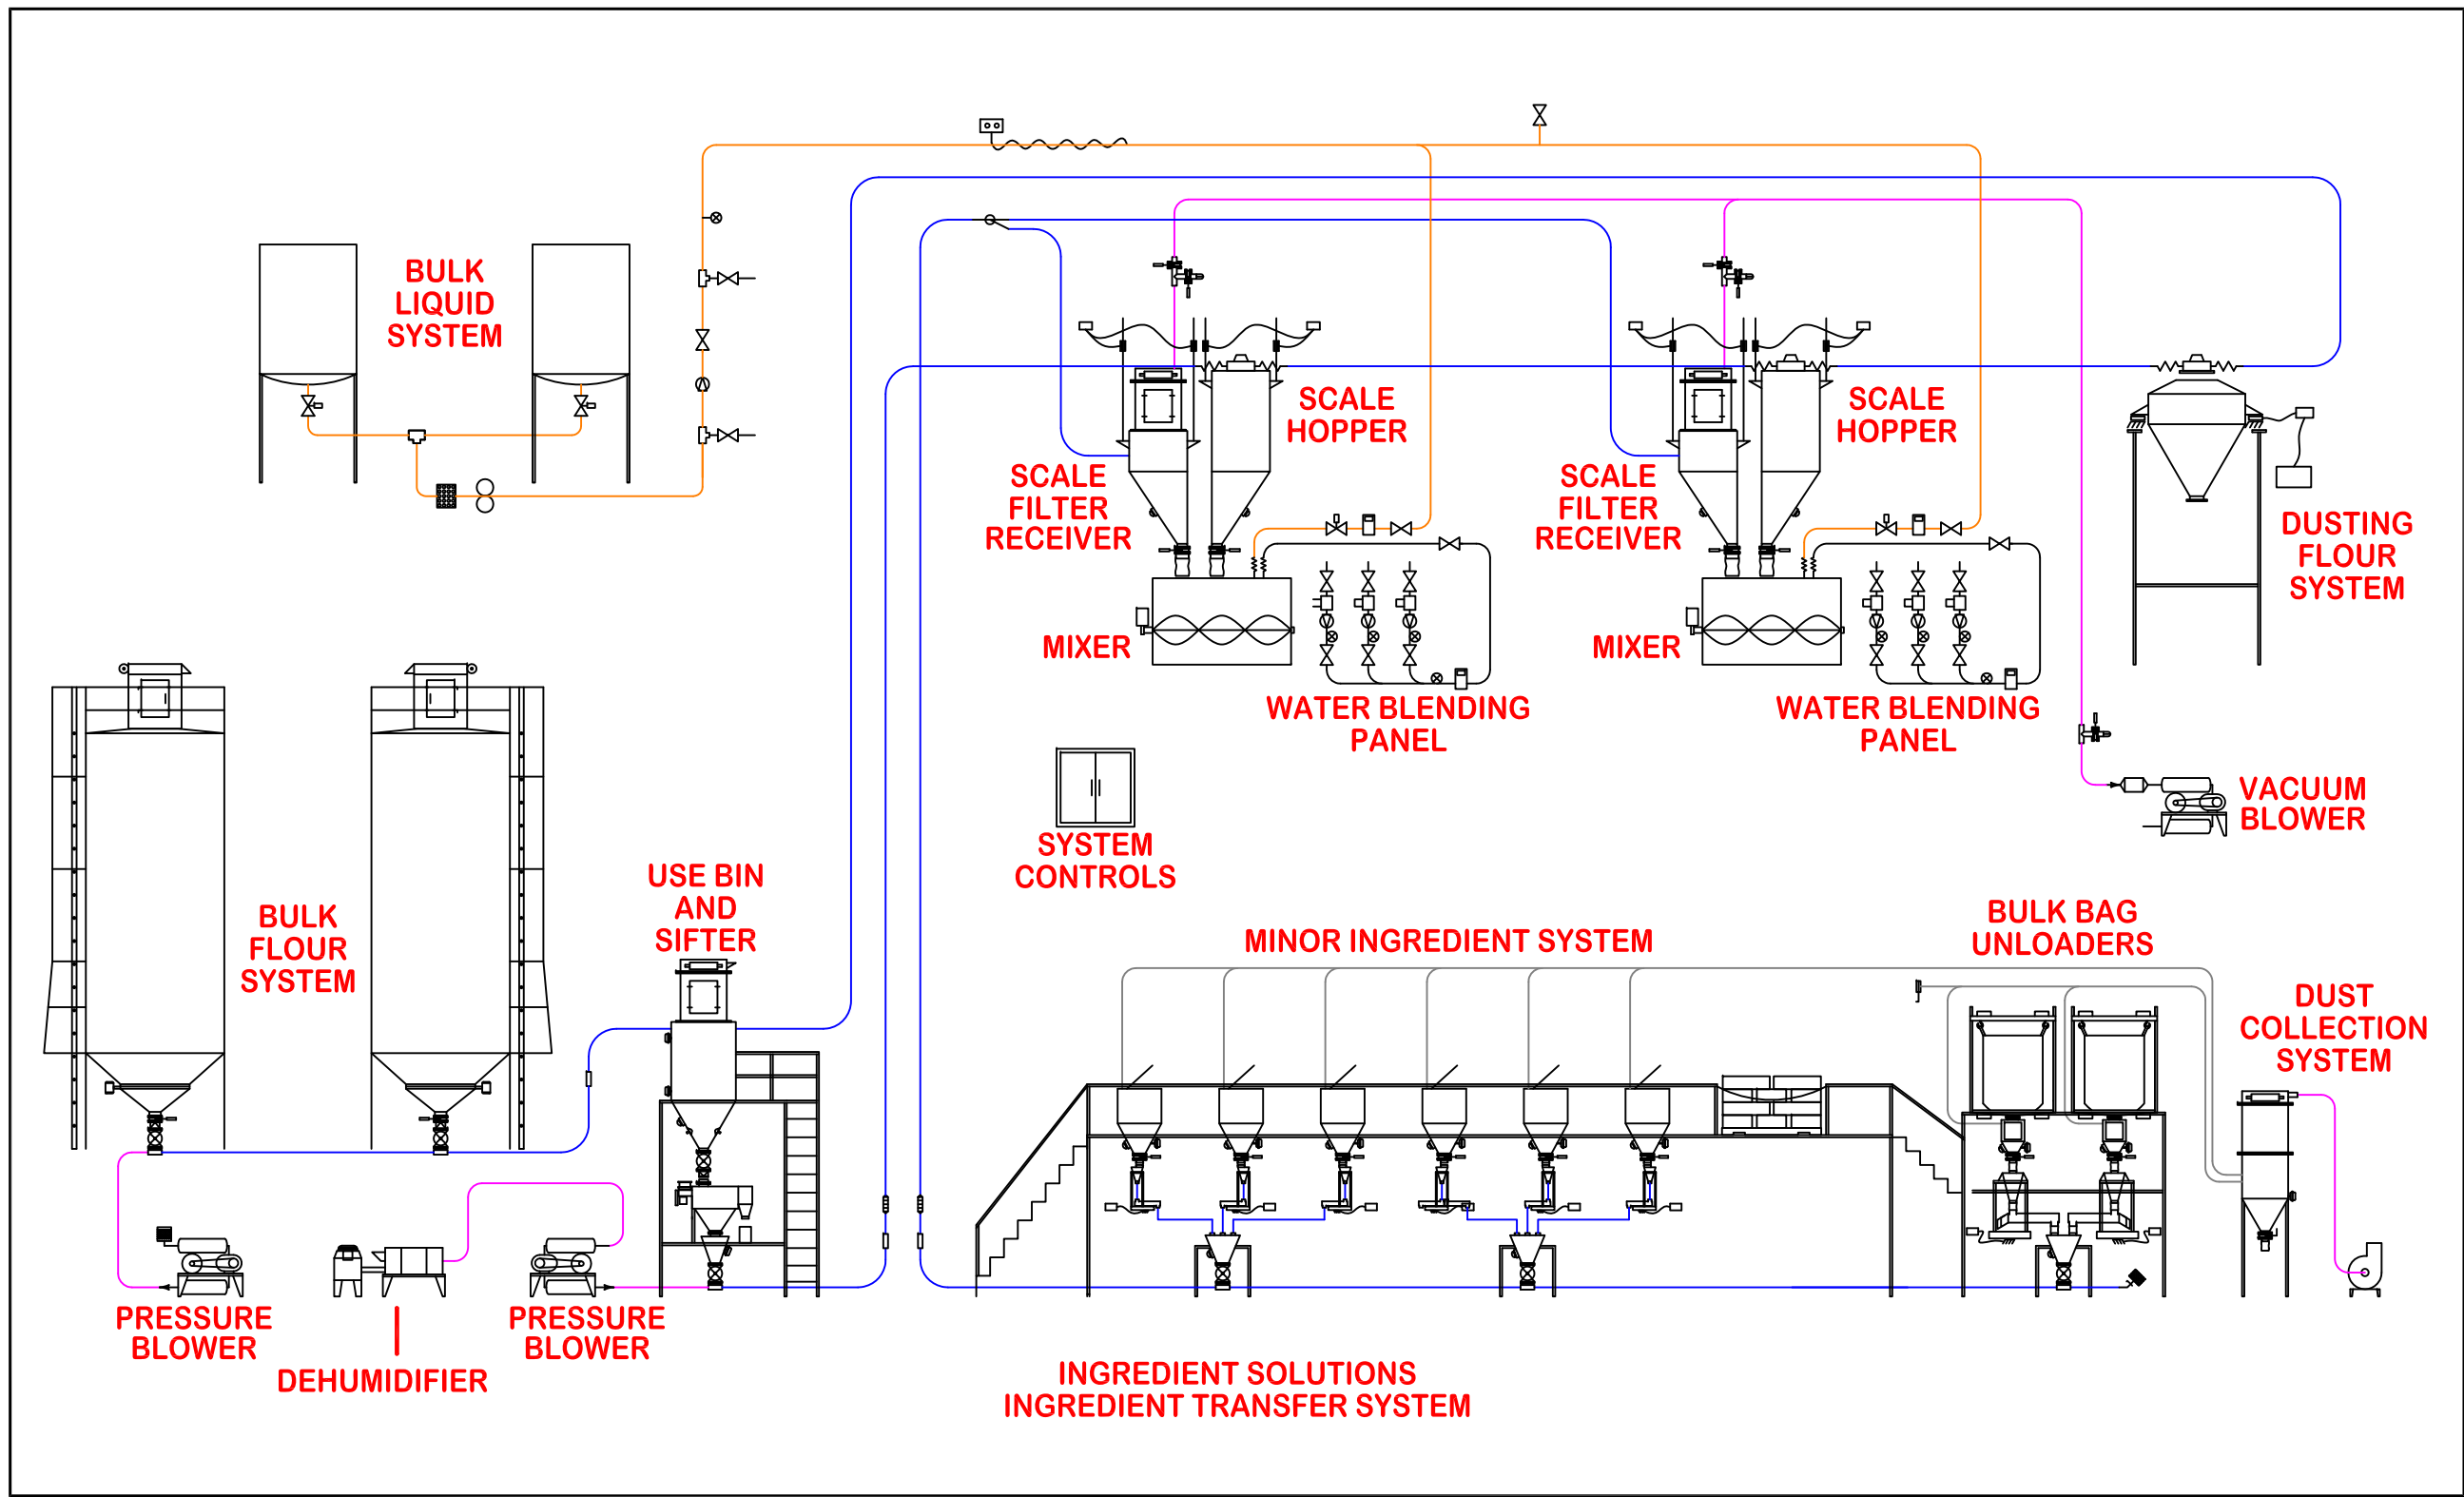 BULK
LIQUID
SYSTEM
SCALE
HOPPER
SCALE
FILTER
RECEIVER
MIXER
WATER BLENDING
PANEL
SCALE
HOPPER
SCALE
FILTER
RECEIVER
MIXER
WATER BLENDING
PANEL
DUSTING
FLOUR
SYSTEM
VACUUM
BLOWER
SYSTEM
CONTROLS
BULK
FLOUR
SYSTEM
USE BIN
AND
SIFTER
MINOR INGREDIENT SYSTEM
BULK BAG
UNLOADERS
DUST
COLLECTION
SYSTEM
PRESSURE
BLOWER
DEHUMIDIFIER
PRESSURE
BLOWER
INGREDIENT SOLUTIONS
INGREDIENT TRANSFER SYSTEM